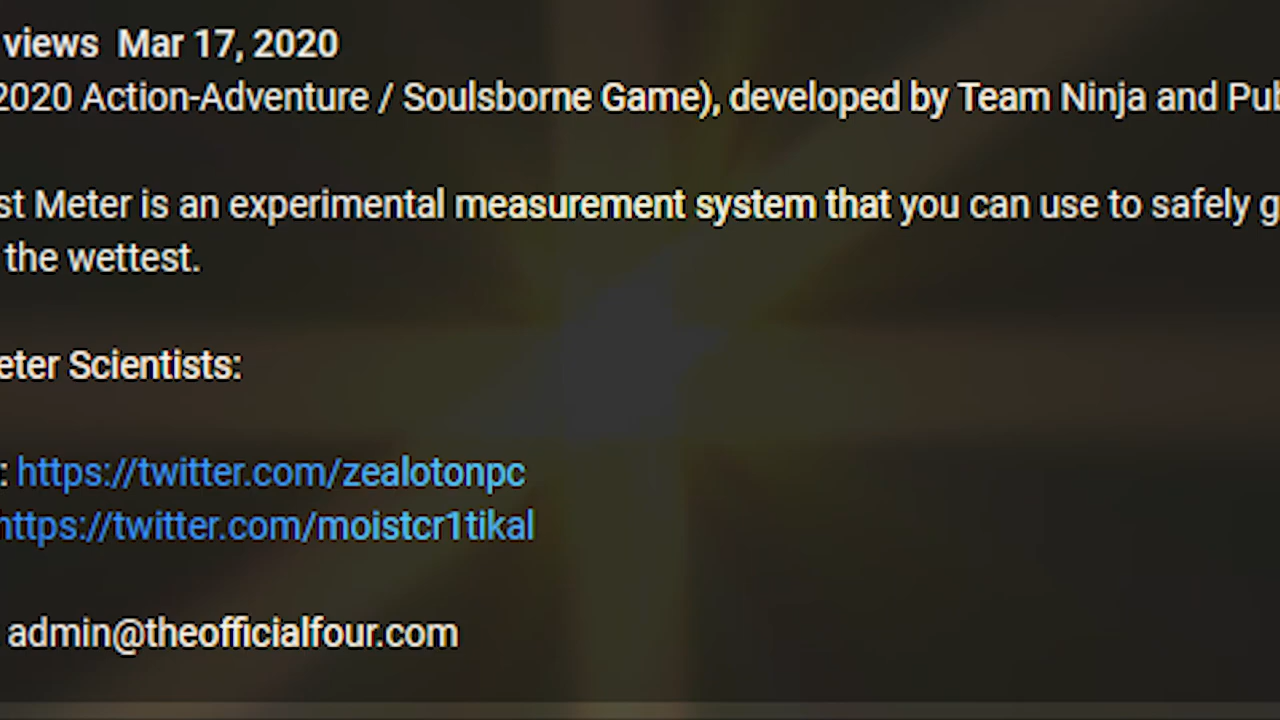 views Mar 17, 2020
2020 Action-Adventure / Soulsborne Game), developed by Team Ninja and Pub
st Meter is an experimental measurement system that you can use to safely g
the wettest.
eter Scientists:
: https://twitter.com/zealotonpc
https://twitter.com/moistcr1tikal
admin@theofficialfour.com